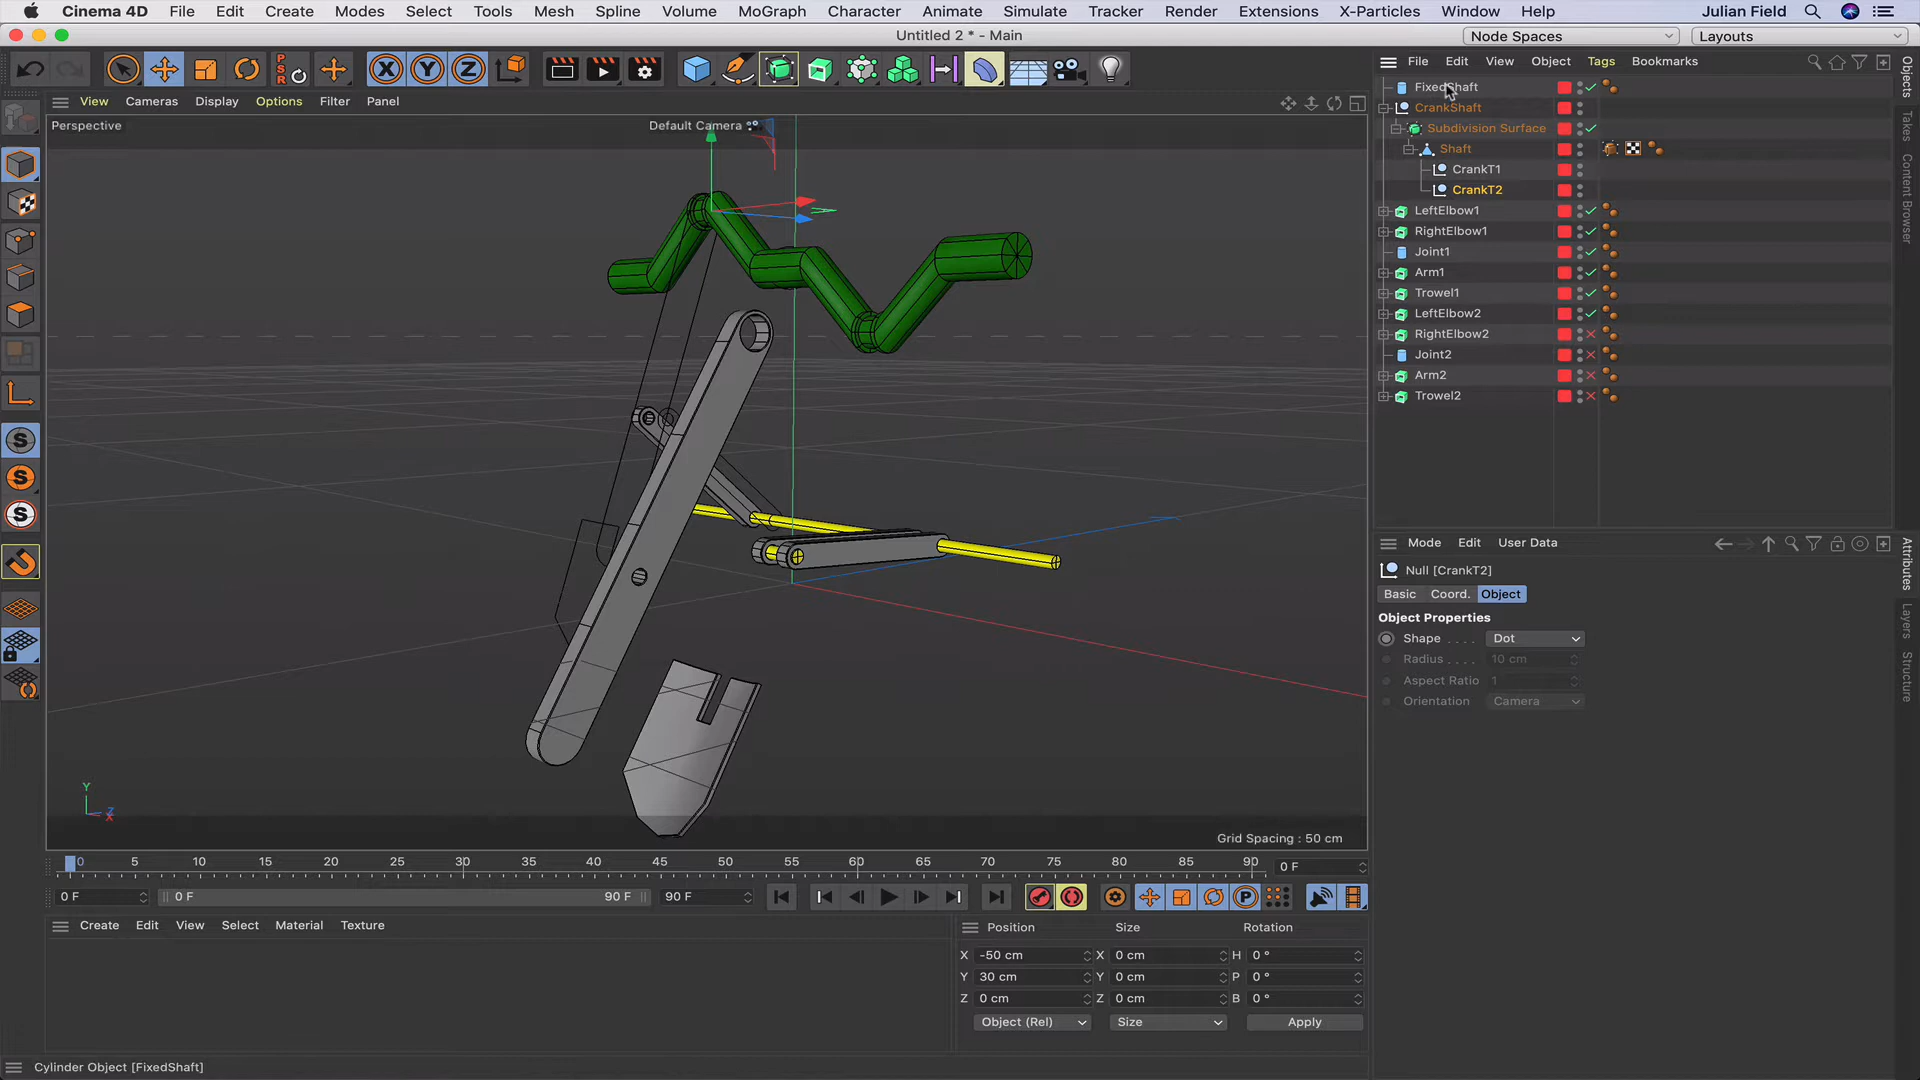 Cinema 4D File Edit Create Modes Select Tools Mesh Spline Volume MoGraph Character Animate Simulate Tracker Render Extensions X-Particles Window Help Julian Field
Untitled 2 * - Main
Node Spaces Layouts
PSR X Y Z
View Cameras Display Options Filter Panel
Perspective
Default Camera
Grid Spacing : 50 cm
Y Z X
File Edit View Object Tags Bookmarks
FixedShaft
CrankShaft
Subdivision Surface
Shaft
CrankT1
CrankT2
LeftElbow1
RightElbow1
Joint1
Arm1
Trowel1
LeftElbow2
RightElbow2
Joint2
Arm2
Trowel2
Objects Takes Content Browser
Mode Edit User Data
Null [CrankT2]
Basic Coord. Object
Object Properties
Shape . . . . Dot
Radius . . . . 10 cm
Aspect Ratio 1
Orientation Camera
Attributes Layers Structure
0 5 10 15 20 25 30 35 40 45 50 55 60 65 70 75 80 85 90 0 F
0 F 0 F 90 F 90 F
Create Edit View Select Material Texture
Position Size Rotation
X -50 cm X 0 cm H 0 °
Y 30 cm Y 0 cm P 0 °
Z 0 cm Z 0 cm B 0 °
Object (Rel) Size Apply
Cylinder Object [FixedShaft]